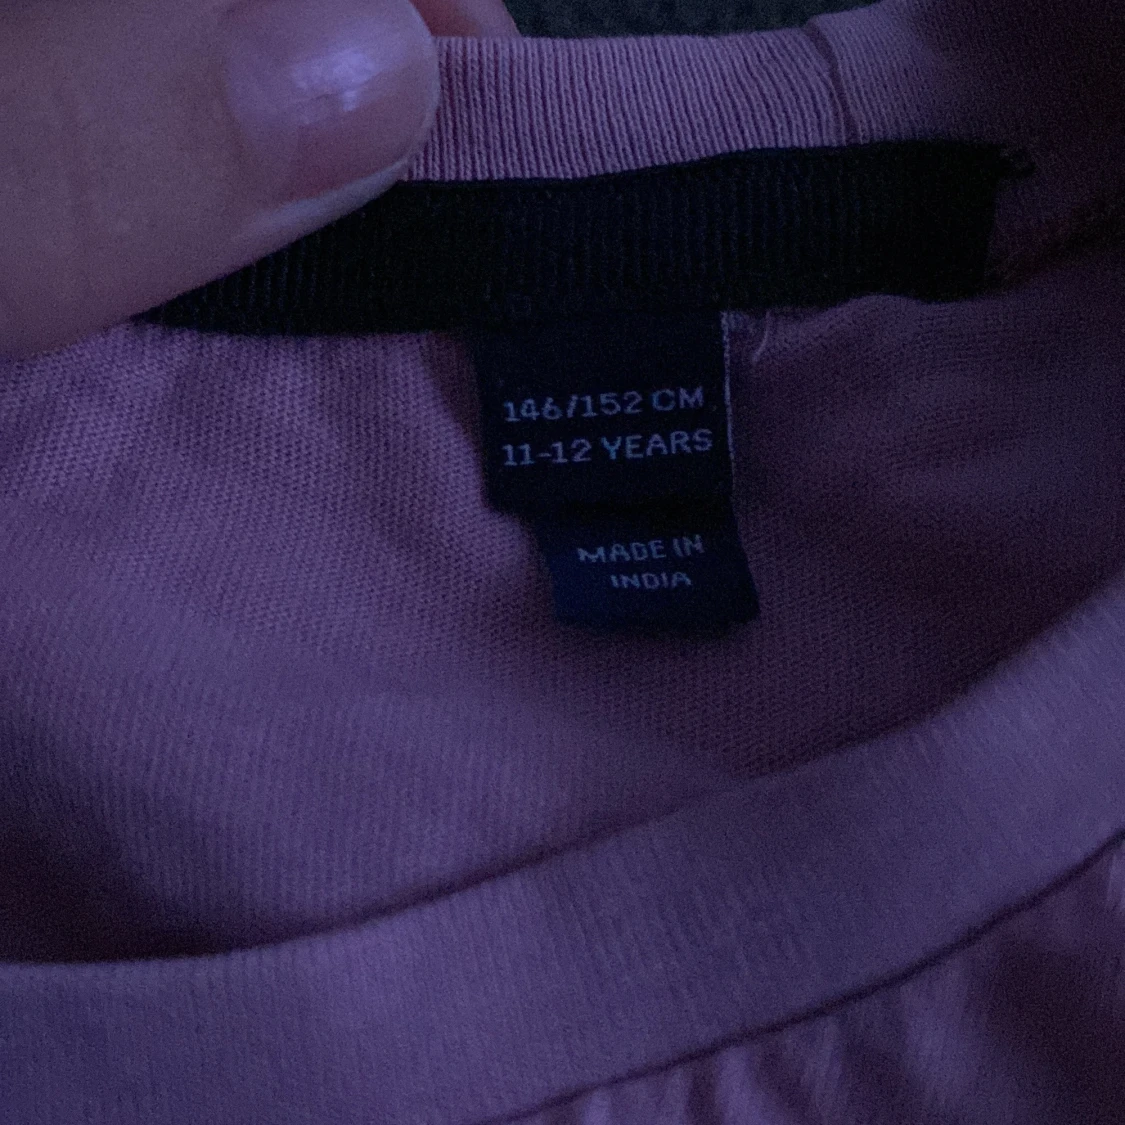 146/152 CM
11-12 YEARS
MADE IN
INDIA